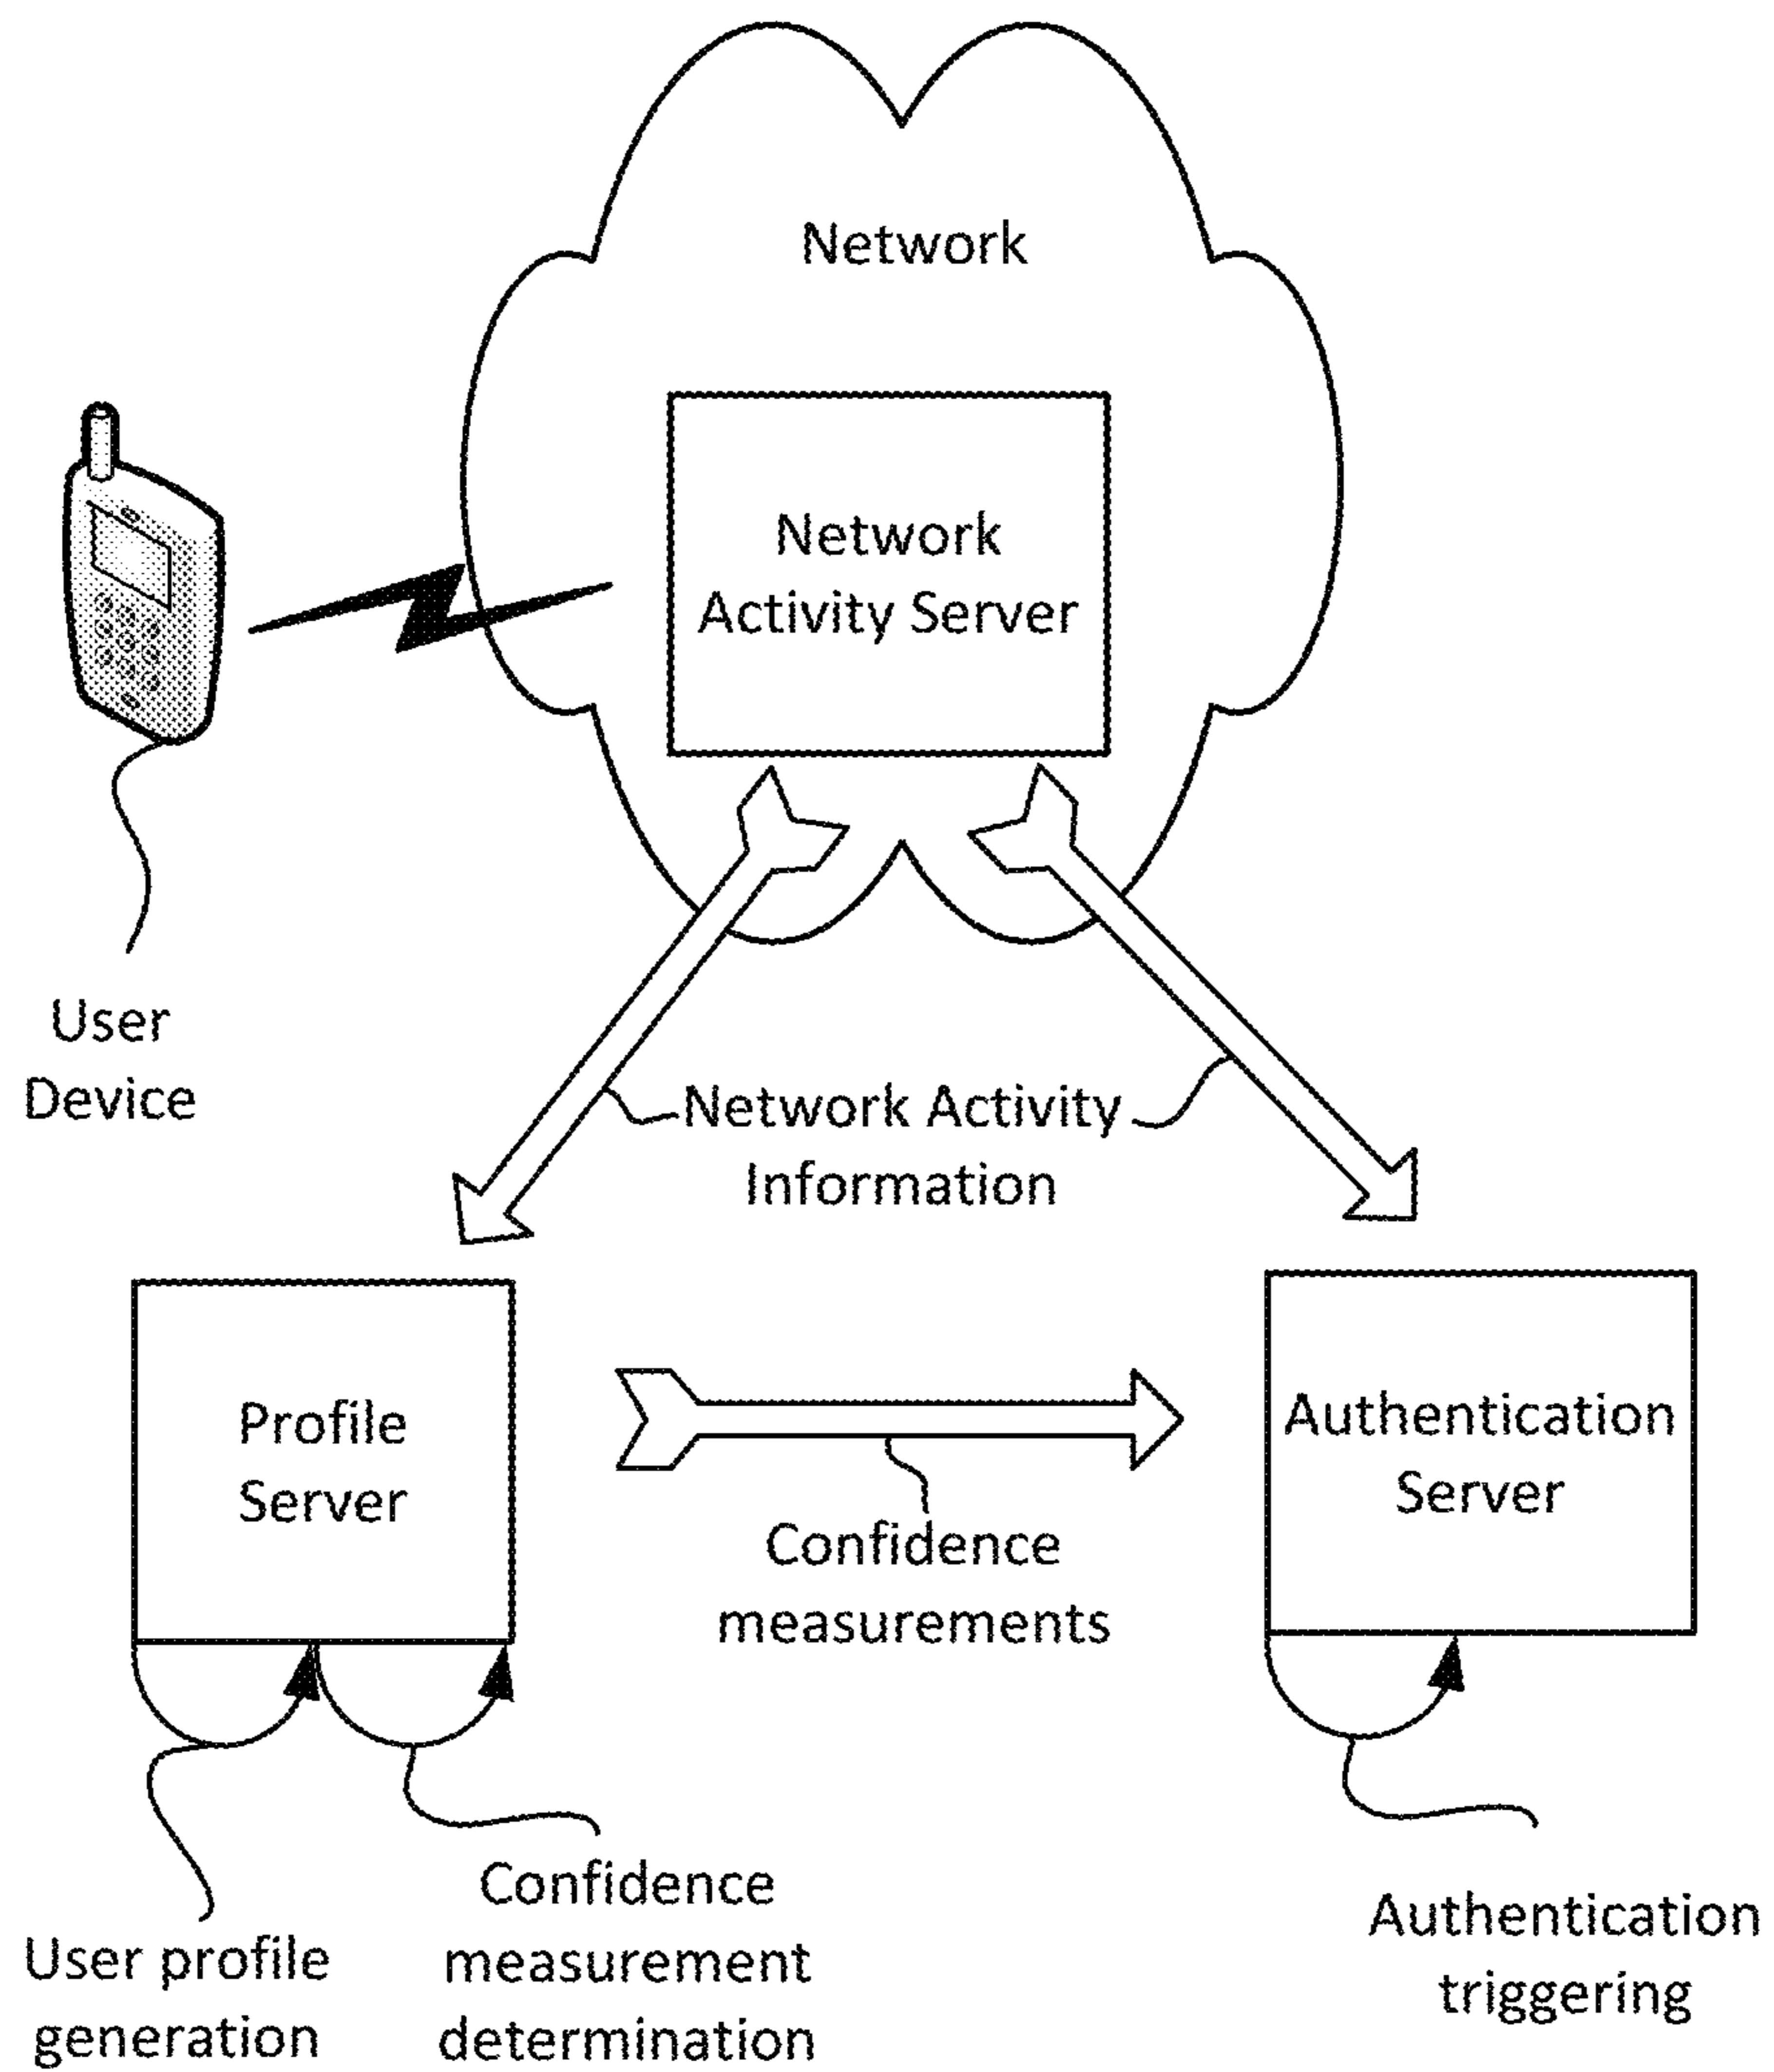 Network
Network
Activity Server
User
Device
Network Activity
Information
Profile
Server
Authentication
Server
Confidence
measurements
User profile
generation
Confidence
measurement
determination
Authentication
triggering